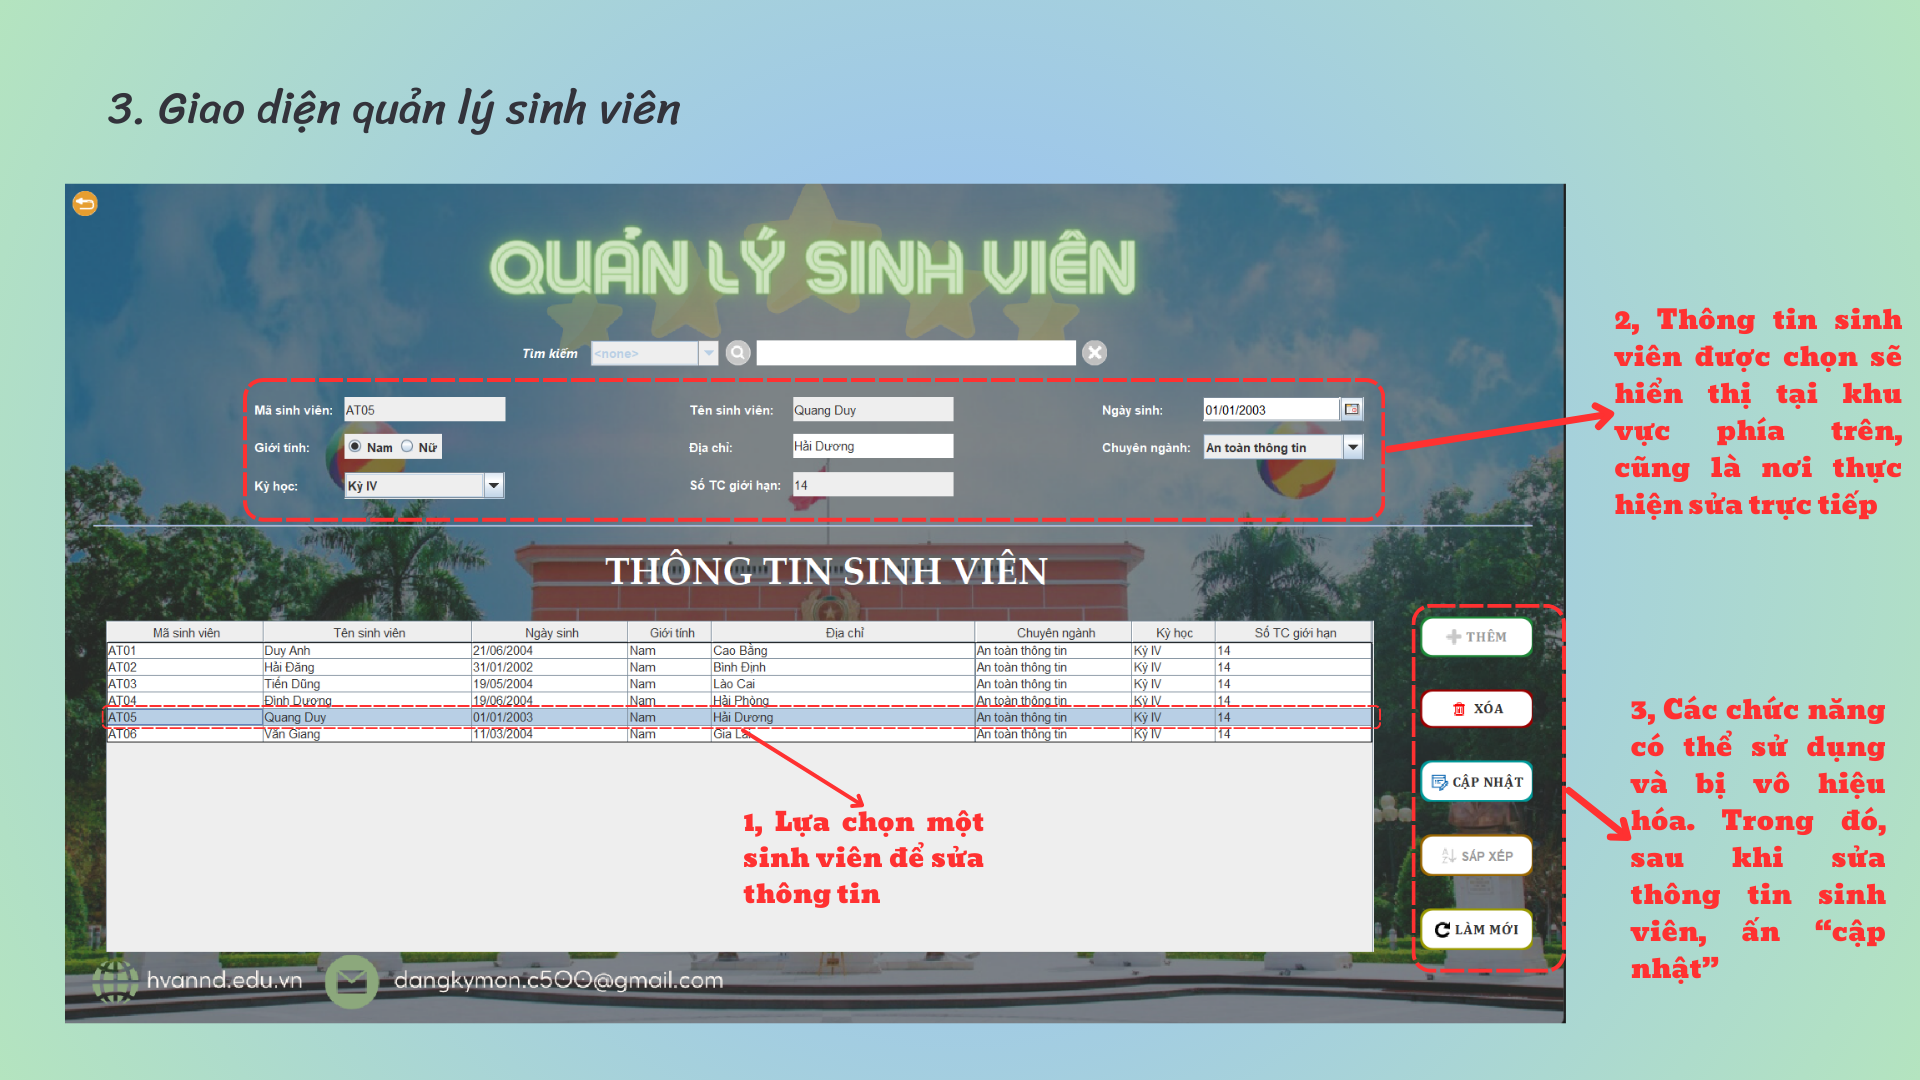 3. Giao diện quản lý sinh viên
QUẢN LÝ SINH VIÊN
Tìm kiếm <none>
Mã sinh viên: AT05 Tên sinh viên: Quang Duy Ngày sinh: 01/01/2003
Giới tính: Nam Nữ Địa chỉ: Hải Dương Chuyên ngành: An toàn thông tin
Kỳ học: Kỳ IV Số TC giới hạn: 14
2, Thông tin sinh
viên được chọn sẽ
hiển thị tại khu
vực phía trên,
cũng là nơi thực
hiện sửa trực tiếp
THÔNG TIN SINH VIÊN
Mã sinh viên Tên sinh viên Ngày sinh Giới tính Địa chỉ Chuyên ngành Kỳ học Số TC giới hạn
AT01 Duy Anh 21/06/2004 Nam Cao Bằng An toàn thông tin Kỳ IV 14
AT02 Hải Đăng 31/01/2002 Nam Bình Định An toàn thông tin Kỳ IV 14
AT03 Tiến Dũng 19/05/2004 Nam Lào Cai An toàn thông tin Kỳ IV 14
AT04 Đình Dương 19/06/2004 Nam Hải Phòng An toàn thông tin Kỳ IV 14
AT05 Quang Duy 01/01/2003 Nam Hải Dương An toàn thông tin Kỳ IV 14
AT06 Văn Giang 11/03/2004 Nam Gia Lai An toàn thông tin Kỳ IV 14
THÊM
XÓA
CẬP NHẬT
SẮP XẾP
LÀM MỚI
1, Lựa chọn một
sinh viên để sửa
thông tin
3, Các chức năng
có thể sử dụng
và bị vô hiệu
hóa. Trong đó,
sau khi sửa
thông tin sinh
viên, ấn “cập
nhật”
hvannd.edu.vn dangkymon.c500@gmail.com